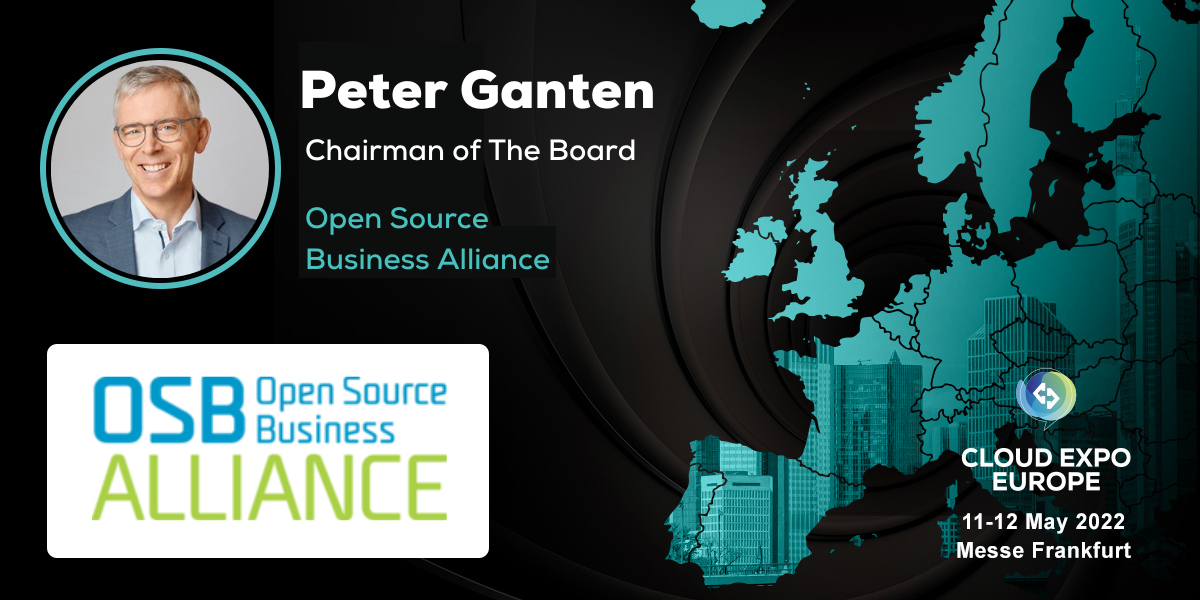 Peter Ganten
Chairman of The Board
Open Source
Business Alliance
OSB Open Source
Business
ALLIANCE
CLOUD EXPO
EUROPE
11-12 May 2022
Messe Frankfurt